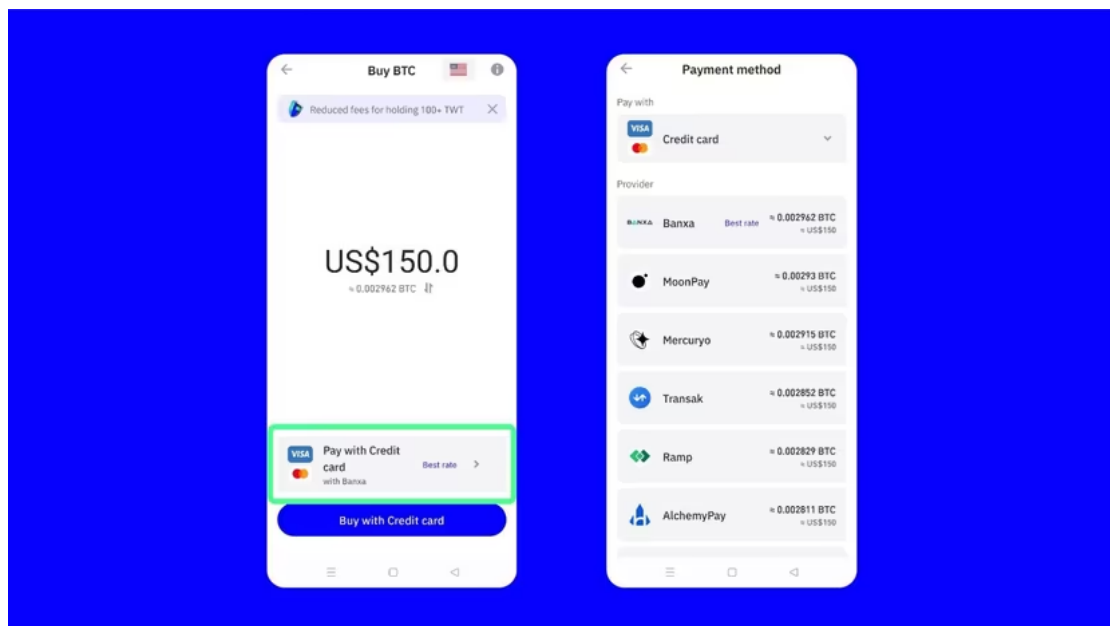 Buy BTC
Reduced fees for holding 100+ TWT
US$150.0
≈ 0.002962 BTC
VISA
Pay with Credit
card
Best rate
with Banxa
Buy with Credit card
Payment method
Pay with
VISA
Credit card
Provider
BANXA Banxa Best rate ≈ 0.002962 BTC
≈ US$150
MoonPay ≈ 0.00293 BTC
≈ US$150
Mercuryo ≈ 0.002915 BTC
≈ US$150
Transak ≈ 0.002852 BTC
≈ US$150
Ramp ≈ 0.002829 BTC
≈ US$150
AlchemyPay ≈ 0.002811 BTC
≈ US$150